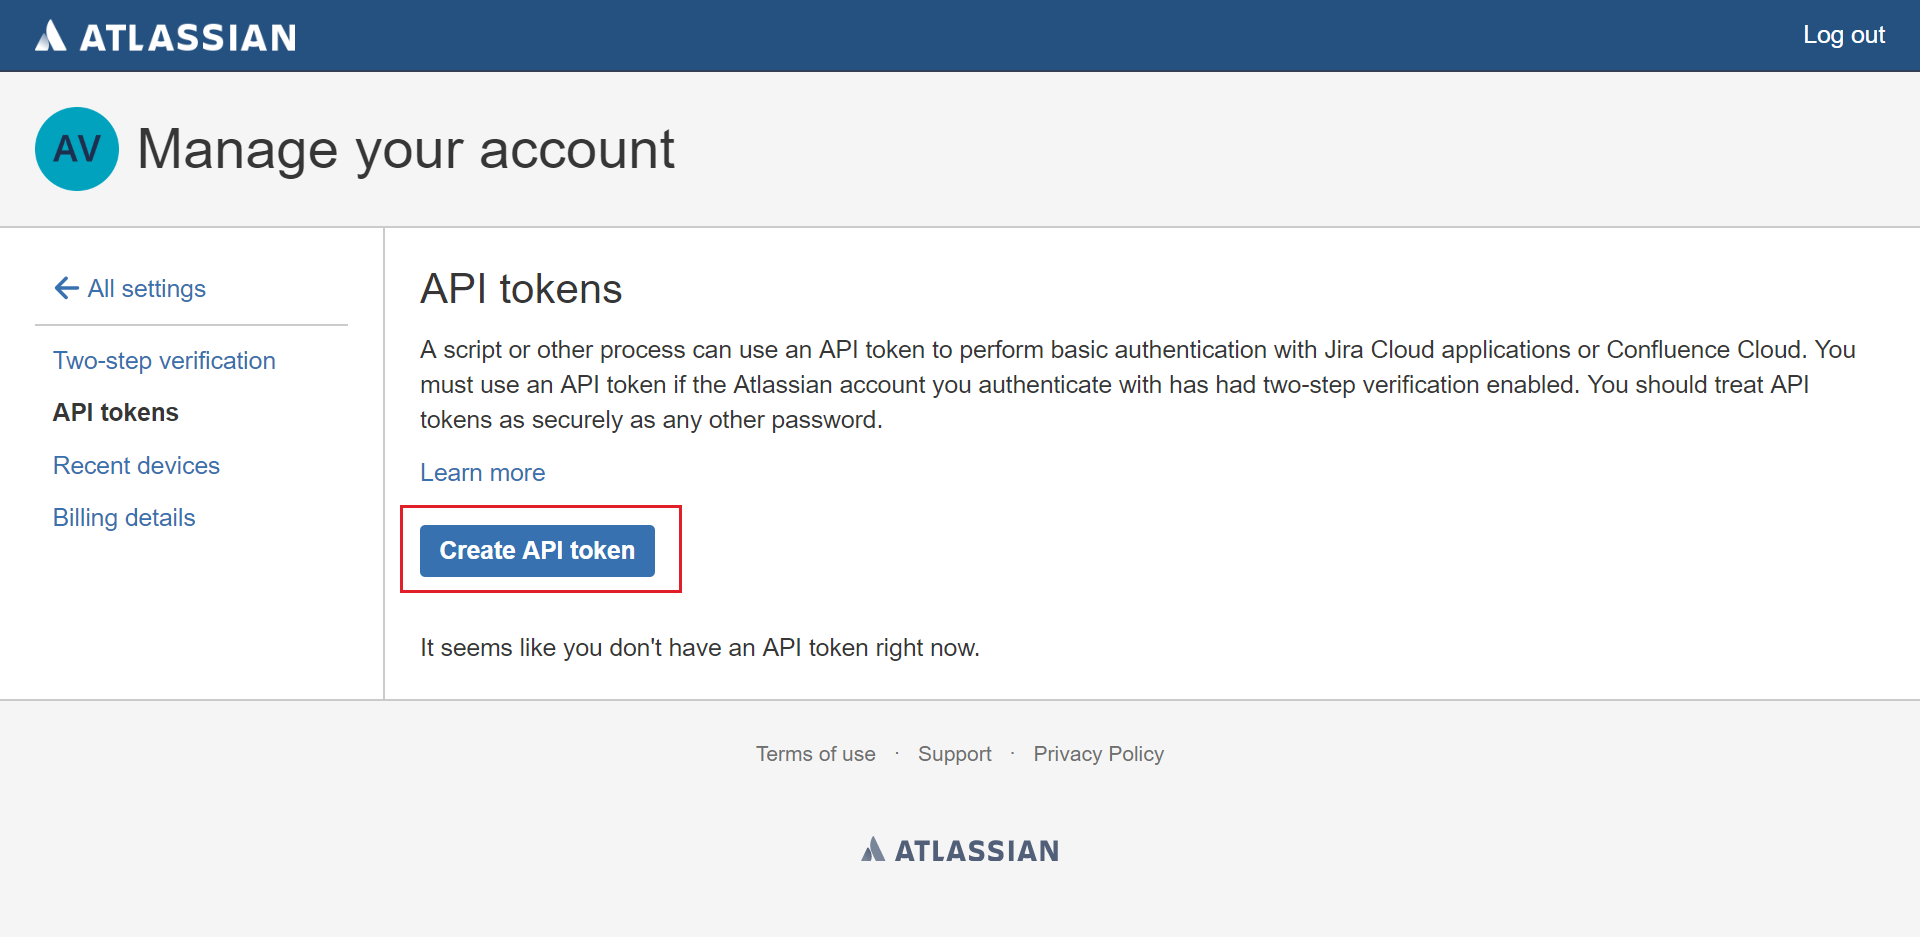 ATLASSIAN
Log out
AV
Manage your account
All settings
Two-step verification
API tokens
Recent devices
Billing details
API tokens
A script or other process can use an API token to perform basic authentication with Jira Cloud applications or Confluence Cloud. You
must use an API token if the Atlassian account you authenticate with has had two-step verification enabled. You should treat API
tokens as securely as any other password.
Learn more
Create API token
It seems like you don't have an API token right now.
Terms of use · Support · Privacy Policy
ATLASSIAN